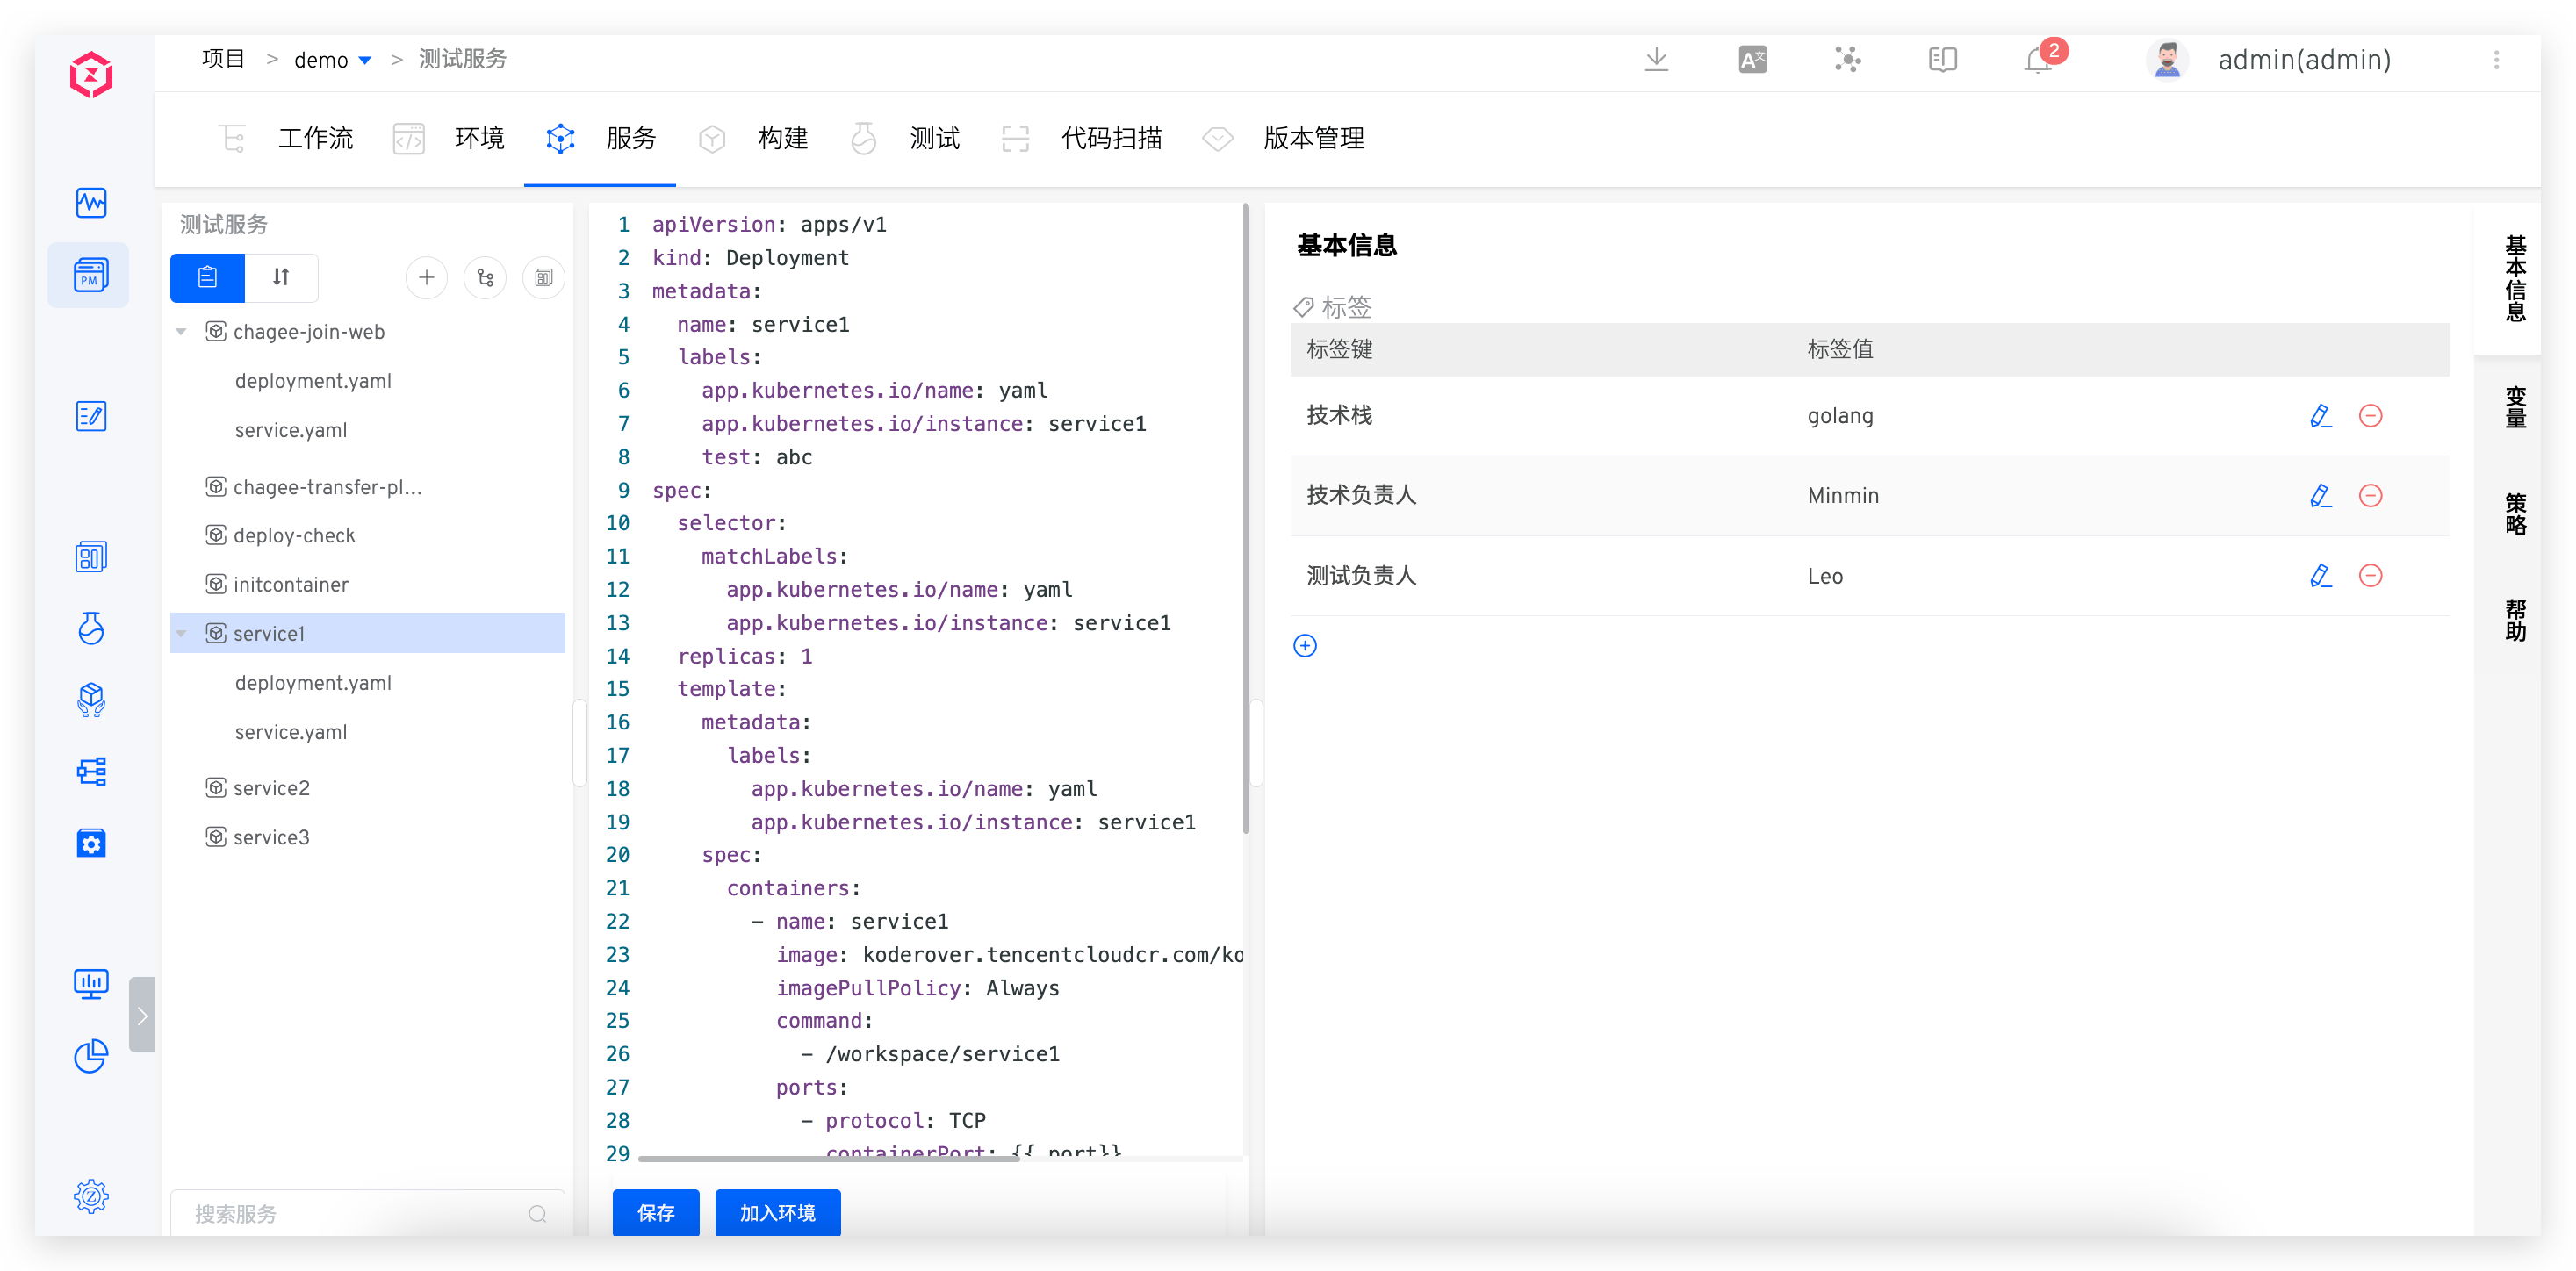 项目 > demo > 测试服务
2
admin(admin)
工作流 环境 服务 构建 测试 代码扫描 版本管理
PM
测试服务
chagee-join-web
deployment.yaml
service.yaml
chagee-transfer-pl...
deploy-check
initcontainer
service1
deployment.yaml
service.yaml
service2
service3
搜索服务
1 apiVersion: apps/v1
2 kind: Deployment
3 metadata:
4   name: service1
5   labels:
6     app.kubernetes.io/name: yaml
7     app.kubernetes.io/instance: service1
8     test: abc
9 spec:
10   selector:
11     matchLabels:
12       app.kubernetes.io/name: yaml
13       app.kubernetes.io/instance: service1
14   replicas: 1
15   template:
16     metadata:
17       labels:
18         app.kubernetes.io/name: yaml
19         app.kubernetes.io/instance: service1
20     spec:
21       containers:
22         - name: service1
23           image: koderover.tencentcloudcr.com/ko
24           imagePullPolicy: Always
25           command:
26             - /workspace/service1
27           ports:
28             - protocol: TCP
29               containerPort: {{ port}}
保存 加入环境
基本信息
标签
标签键 标签值
技术栈 golang
技术负责人 Minmin
测试负责人 Leo
基本信息
变量
策略
帮助